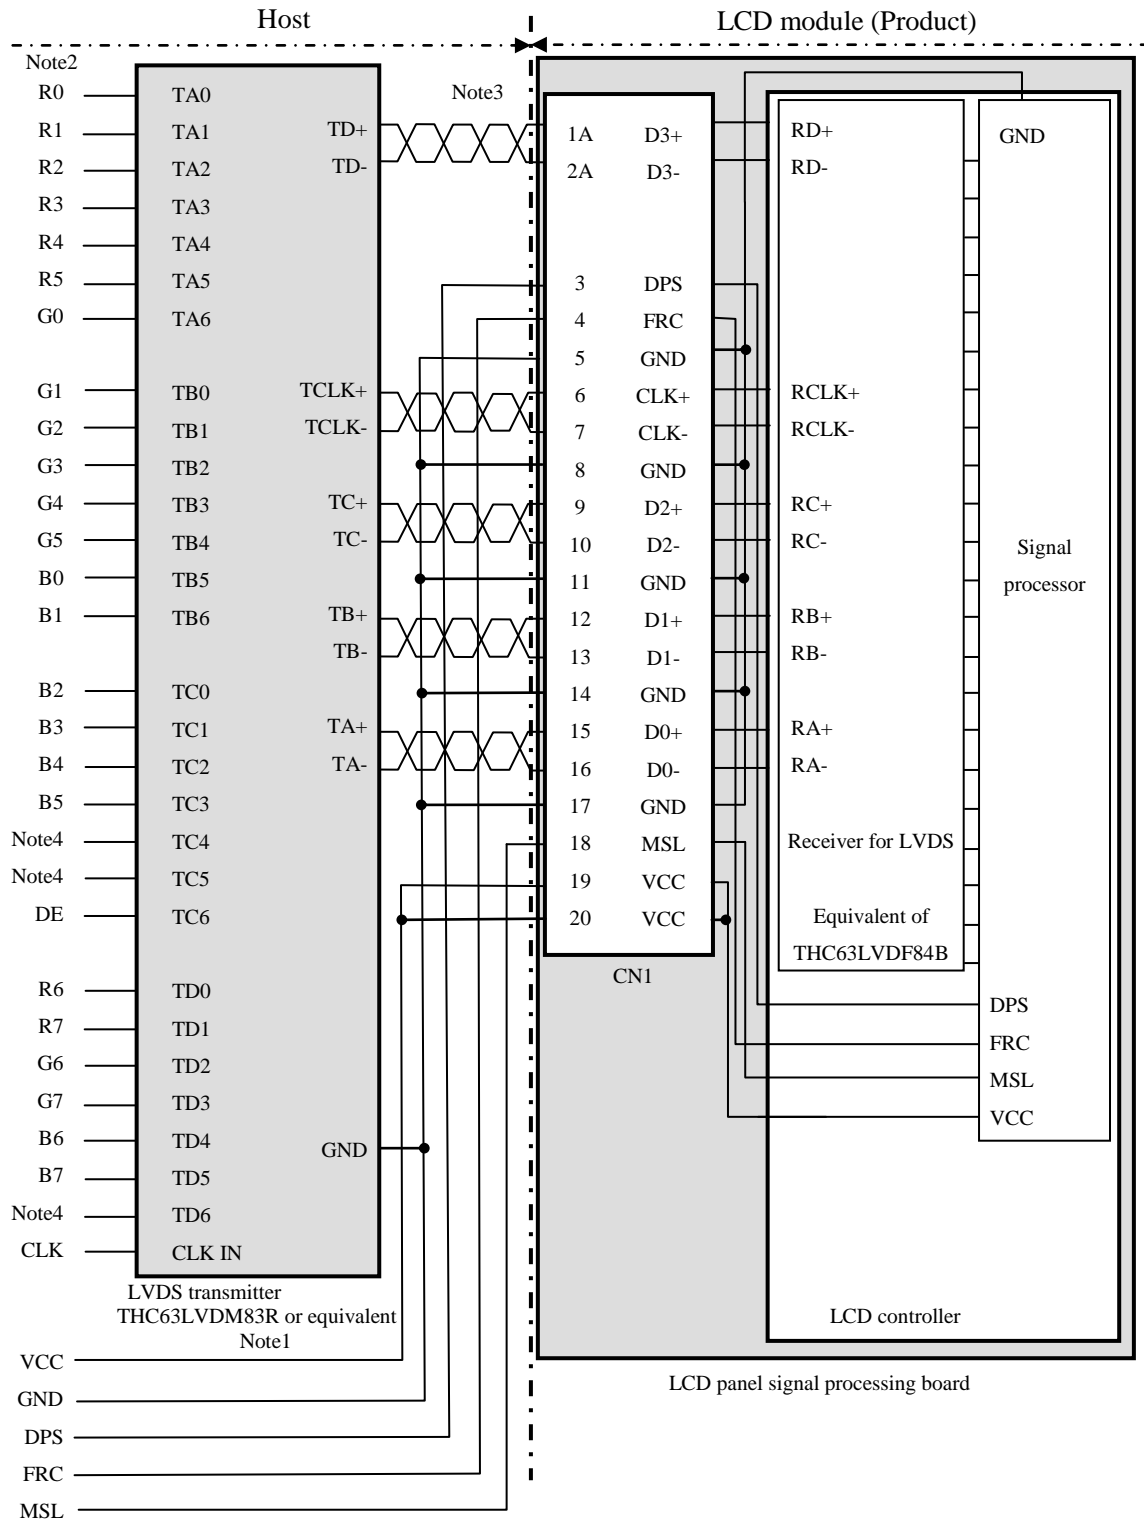 Host
LCD module (Product)
Note2
R0 TA0
R1 TA1 TD+
R2 TA2 TD-
R3 TA3
R4 TA4
R5 TA5
G0 TA6
G1 TB0 TCLK+
G2 TB1 TCLK-
G3 TB2
G4 TB3 TC+
G5 TB4 TC-
B0 TB5
B1 TB6 TB+
TB-
B2 TC0
B3 TC1 TA+
B4 TC2 TA-
B5 TC3
Note4 TC4
Note4 TC5
DE TC6
R6 TD0
R7 TD1
G6 TD2
G7 TD3
B6 TD4 GND
B7 TD5
Note4 TD6
CLK CLK IN
LVDS transmitter
THC63LVDM83R or equivalent
Note1
VCC
GND
DPS
FRC
MSL
Note3
1A D3+
2A D3-
3 DPS
4 FRC
5 GND
6 CLK+
7 CLK-
8 GND
9 D2+
10 D2-
11 GND
12 D1+
13 D1-
14 GND
15 D0+
16 D0-
17 GND
18 MSL
19 VCC
20 VCC
CN1
RD+
RD-
RCLK+
RCLK-
RC+
RC-
RB+
RB-
RA+
RA-
Receiver for LVDS
Equivalent of
THC63LVDF84B
GND
Signal
processor
DPS
FRC
MSL
VCC
LCD controller
LCD panel signal processing board